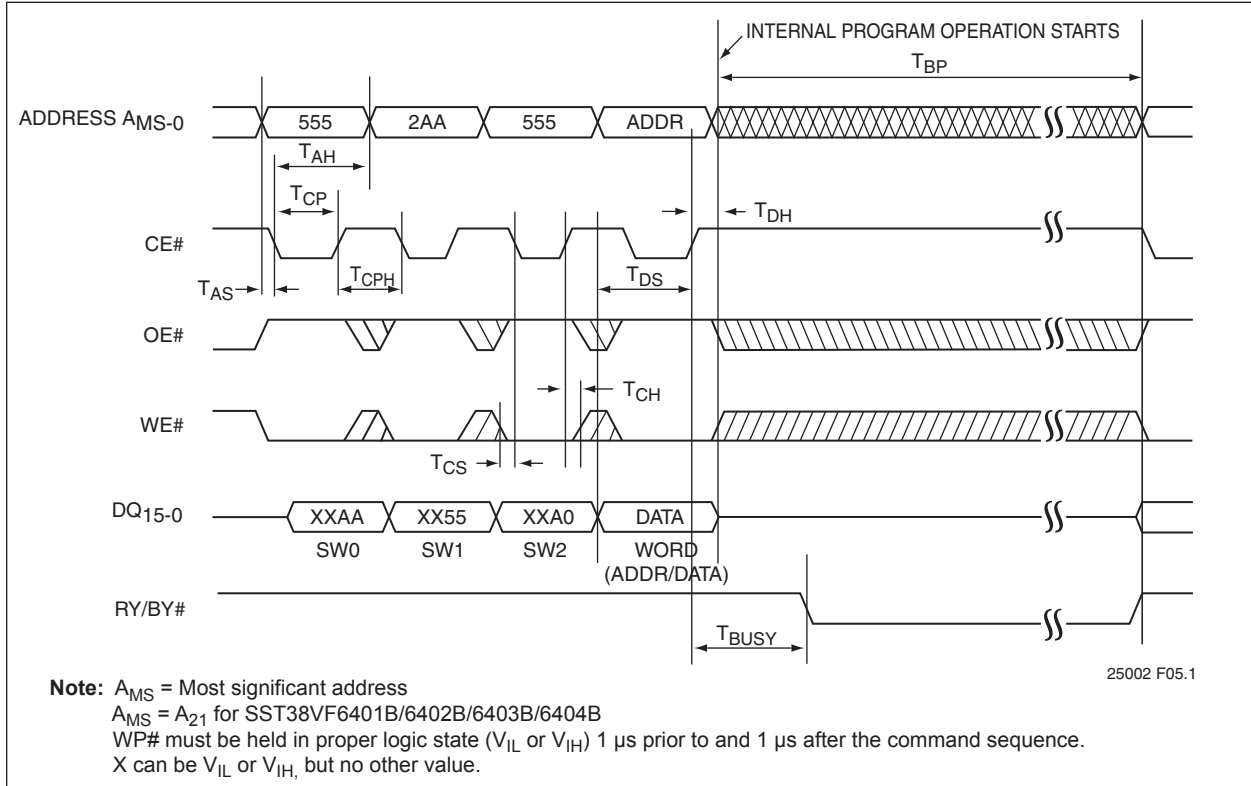 INTERNAL PROGRAM OPERATION STARTS
TBP
ADDRESS AMS-0
555
2AA
555
ADDR
TAH
TCP
TDH
CE#
TCPH
TDS
TAS
OE#
TCH
WE#
TCS
DQ15-0
XXAA
XX55
XXA0
DATA
SW0
SW1
SW2
WORD
(ADDR/DATA)
RY/BY#
TBUSY
25002 F05.1
Note: AMS = Most significant address
AMS = A21 for SST38VF6401B/6402B/6403B/6404B
WP# must be held in proper logic state (VIL or VIH) 1 µs prior to and 1 µs after the command sequence.
X can be VIL or VIH, but no other value.